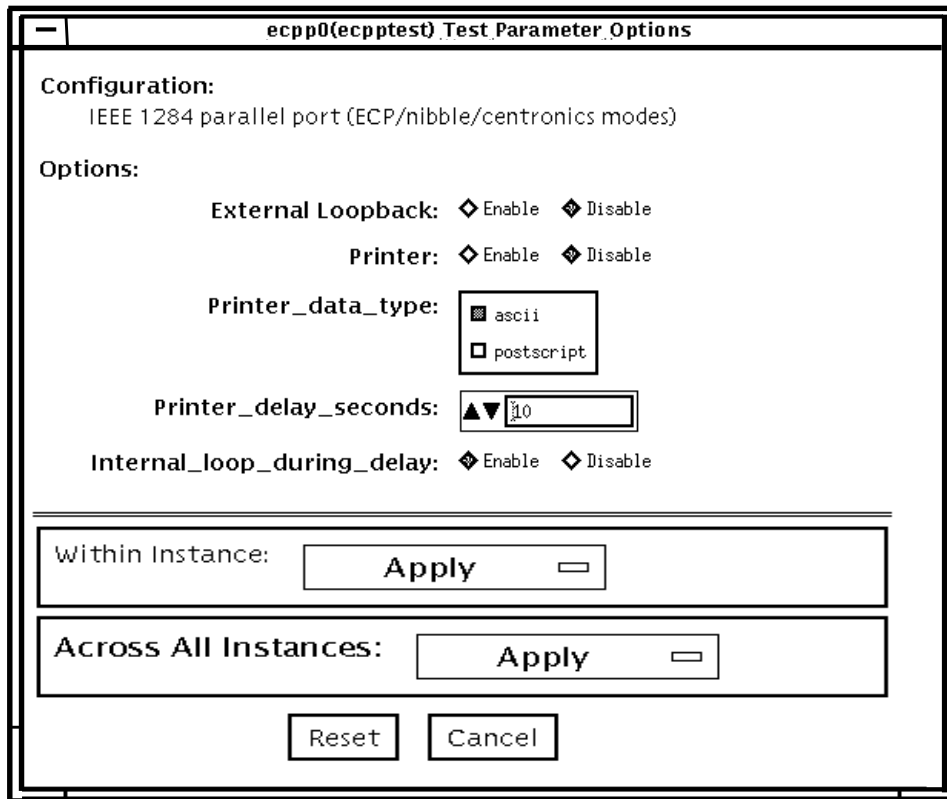 ecpp0(ecpptest) Test Parameter Options
Configuration:
IEEE 1284 parallel port (ECP/nibble/centronics modes)
Options:
External Loopback: Enable Disable
Printer: Enable Disable
Printer_data_type: ascii
postscript
Printer_delay_seconds: 10
Internal_loop_during_delay: Enable Disable
Within Instance: Apply
Across All Instances: Apply
Reset Cancel